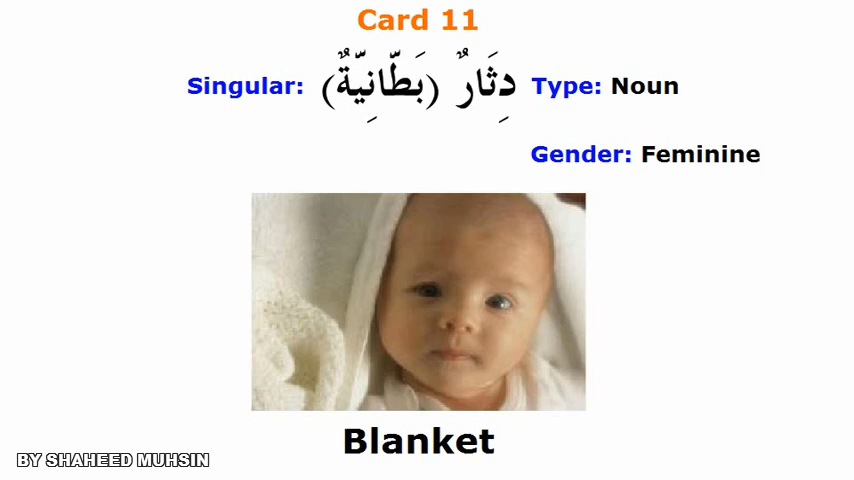 Card 11
Singular: دِثَارٌ (بَطَّانِيَّةٌ) Type: Noun
Gender: Feminine
Blanket
BY SHAHEED MUHSIN